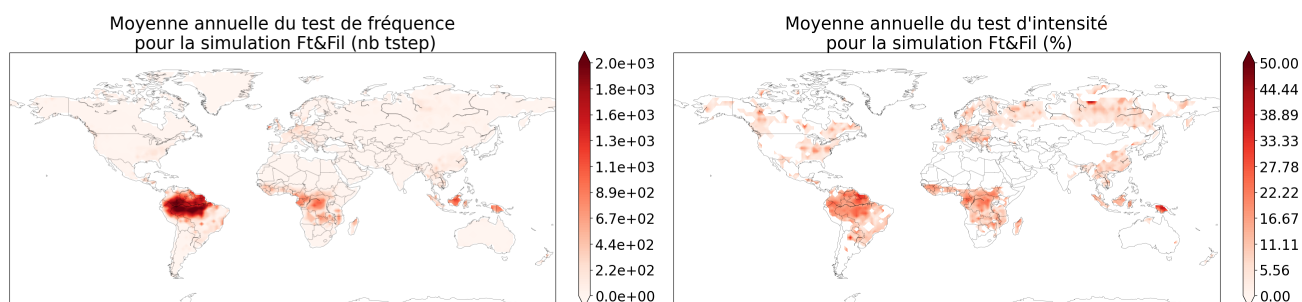 Moyenne annuelle du test de fréquence
pour la simulation Ft&Fil (nb tstep)
2.0e+03
1.8e+03
1.6e+03
1.3e+03
1.1e+03
8.9e+02
6.7e+02
4.4e+02
2.2e+02
0.0e+00
Moyenne annuelle du test d'intensité
pour la simulation Ft&Fil (%)
50.00
44.44
38.89
33.33
27.78
22.22
16.67
11.11
5.56
0.00